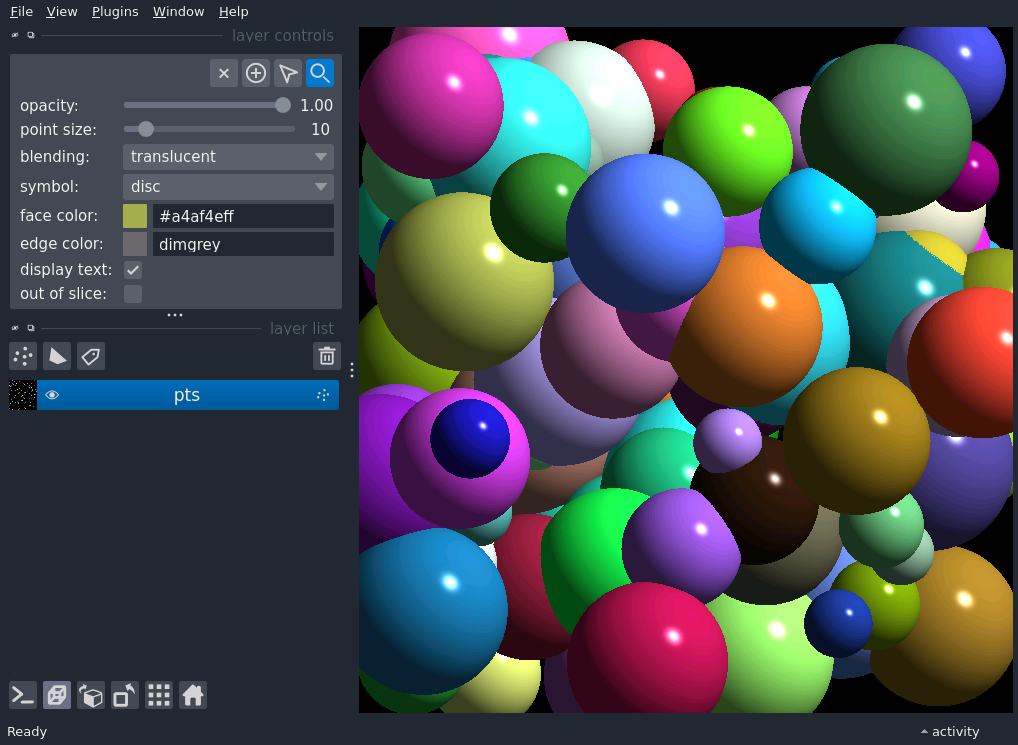 File View Plugins Window Help
layer controls
opacity: 1.00
point size: 10
blending: translucent
symbol: disc
face color: #a4af4eff
edge color: dimgrey
display text:
out of slice:
layer list
pts
Ready activity